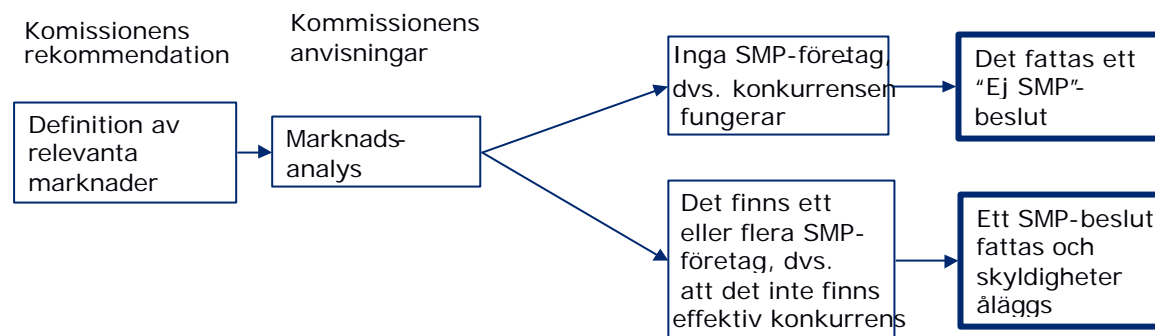 Komissionens
rekommendation
Kommissionens
anvisningar
Definition av
relevanta
marknader
Marknads-
analys
Inga SMP-företag,
dvs. konkurrensen
fungerar
Det fattas ett
"Ej SMP"-
beslut
Det finns ett
eller flera SMP-
företag, dvs.
att det inte finns
effektiv konkurrens
Ett SMP-beslut
fattas och
skyldigheter
åläggs